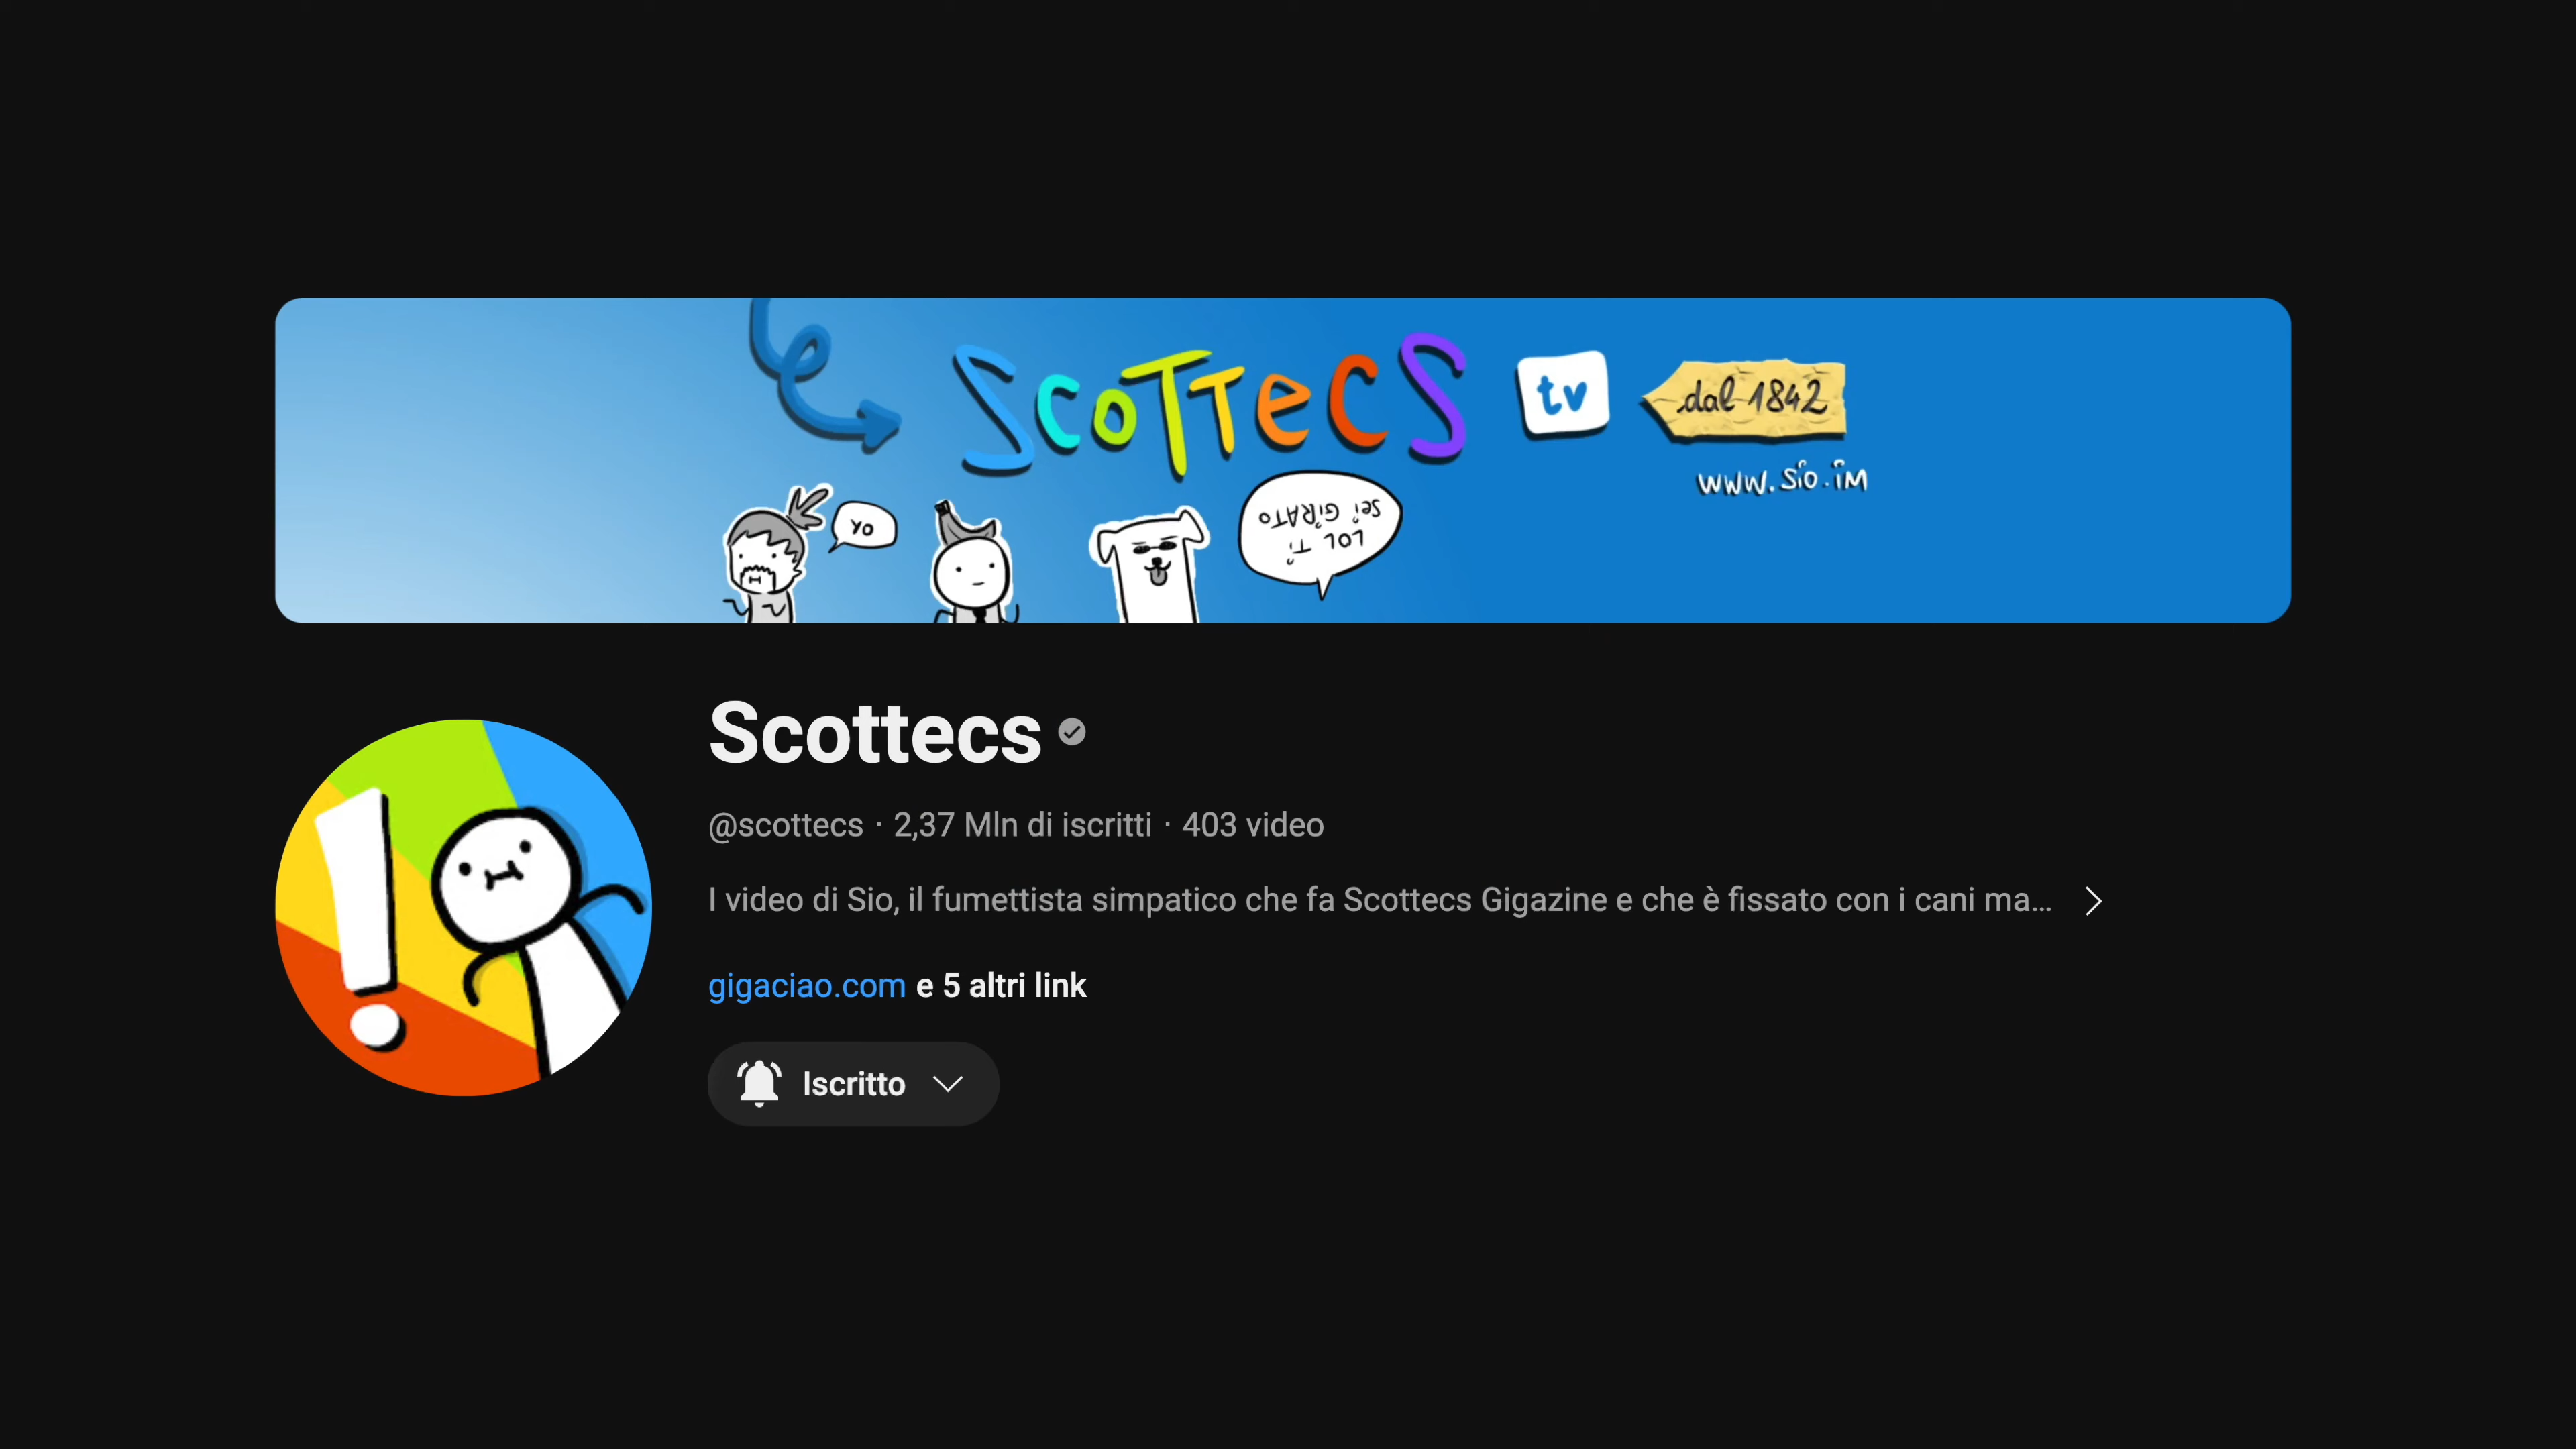 ScoTTecS
tv
dal 1842
www.sio.im
YO
LOL Ti
sei GiRATO
!
Scottecs
@scottecs · 2,37 Mln di iscritti · 403 video
I video di Sio, il fumettista simpatico che fa Scottecs Gigazine e che è fissato con i cani ma...
gigaciao.com e 5 altri link
Iscritto